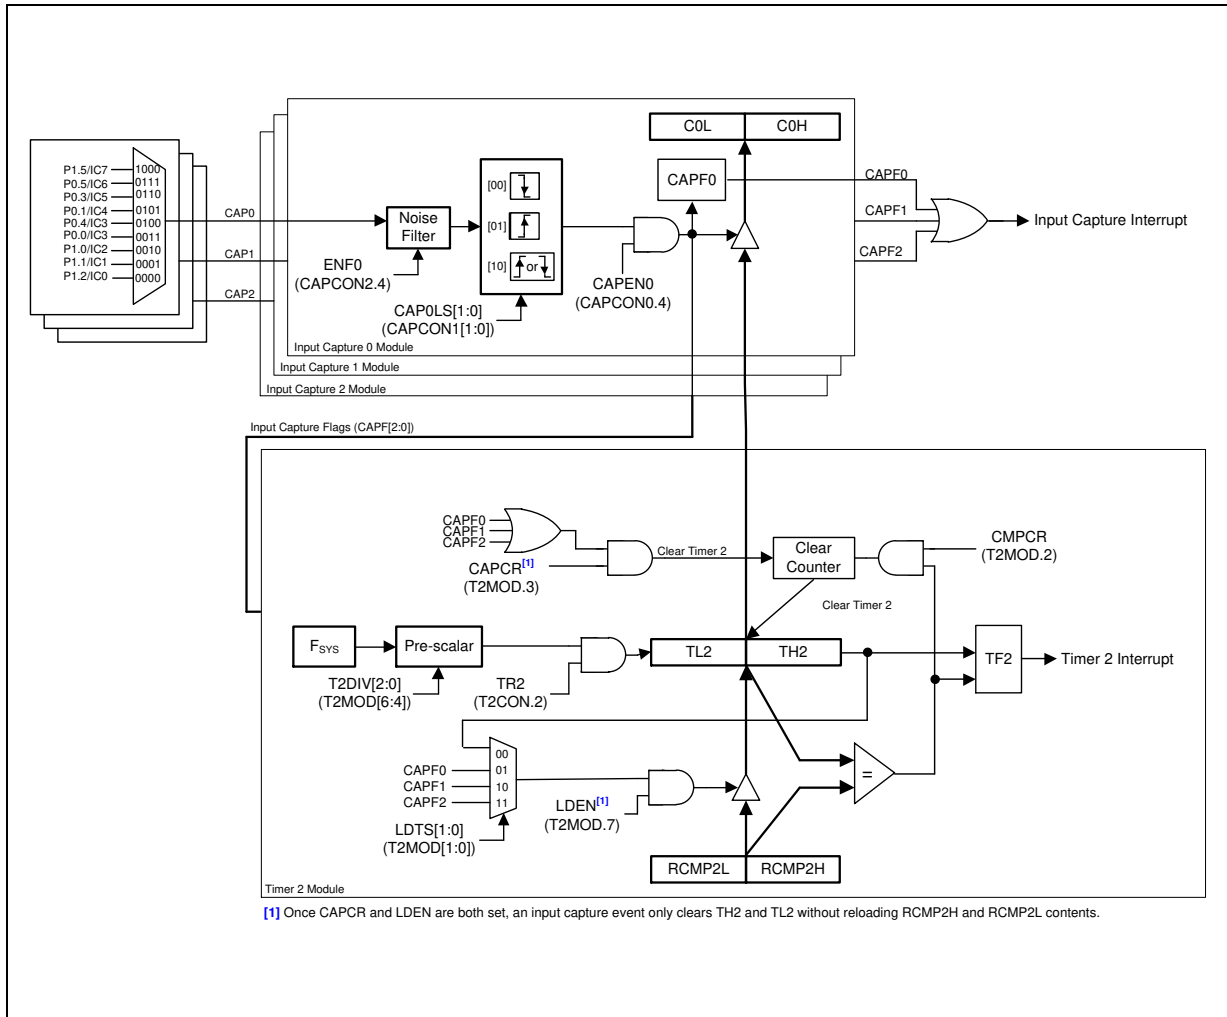 C0L C0H
P1.5/IC7 1000
P0.5/IC6 0111
P0.3/IC5 0110
P0.1/IC4 0101
P0.4/IC3 0100
P0.0/IC3 0011
P1.0/IC2 0010
P1.1/IC1 0001
P1.2/IC0 0000
CAP0
CAP1
CAP2
Noise
Filter
ENF0
(CAPCON2.4)
[00]
[01]
[10] or
CAP0LS[1:0]
(CAPCON1[1:0])
CAPEN0
(CAPCON0.4)
CAPF0
CAPF0
CAPF1
CAPF2
Input Capture Interrupt
Input Capture 0 Module
Input Capture 1 Module
Input Capture 2 Module
Input Capture Flags (CAPF[2:0])
CAPF0
CAPF1
CAPF2
CAPCR[1]
(T2MOD.3)
Clear Timer 2
Clear
Counter
CMPCR
(T2MOD.2)
Clear Timer 2
FSYS
Pre-scalar
T2DIV[2:0]
(T2MOD[6:4])
TR2
(T2CON.2)
TL2 TH2
TF2
Timer 2 Interrupt
00
CAPF0 01
CAPF1 10
CAPF2 11
LDTS[1:0]
(T2MOD[1:0])
LDEN[1]
(T2MOD.7)
=
RCMP2L RCMP2H
Timer 2 Module
[1] Once CAPCR and LDEN are both set, an input capture event only clears TH2 and TL2 without reloading RCMP2H and RCMP2L contents.